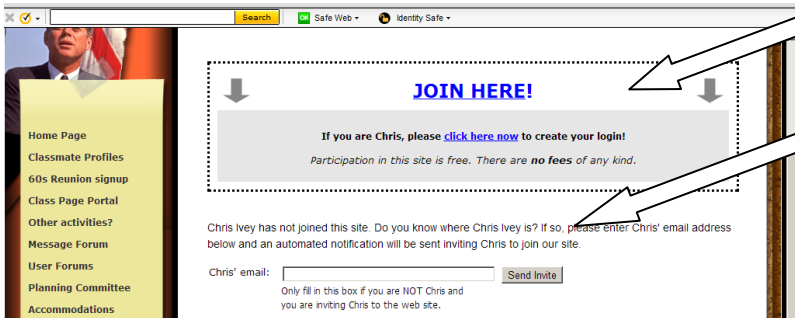 Search OK Safe Web Identity Safe
JOIN HERE!
If you are Chris, please click here now to create your login!
Participation in this site is free. There are no fees of any kind.
Home Page
Classmate Profiles
60s Reunion signup
Class Page Portal
Other activities?
Message Forum
User Forums
Planning Committee
Accommodations
Chris Ivey has not joined this site. Do you know where Chris Ivey is? If so, please enter Chris' email address
below and an automated notification will be sent inviting Chris to join our site.
Chris' email: Send Invite
Only fill in this box if you are NOT Chris and
you are inviting Chris to the web site.